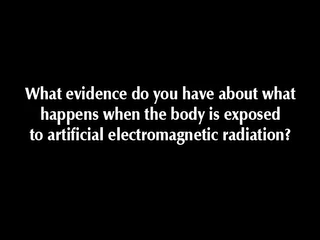 What evidence do you have about what
happens when the body is exposed
to artificial electromagnetic radiation?